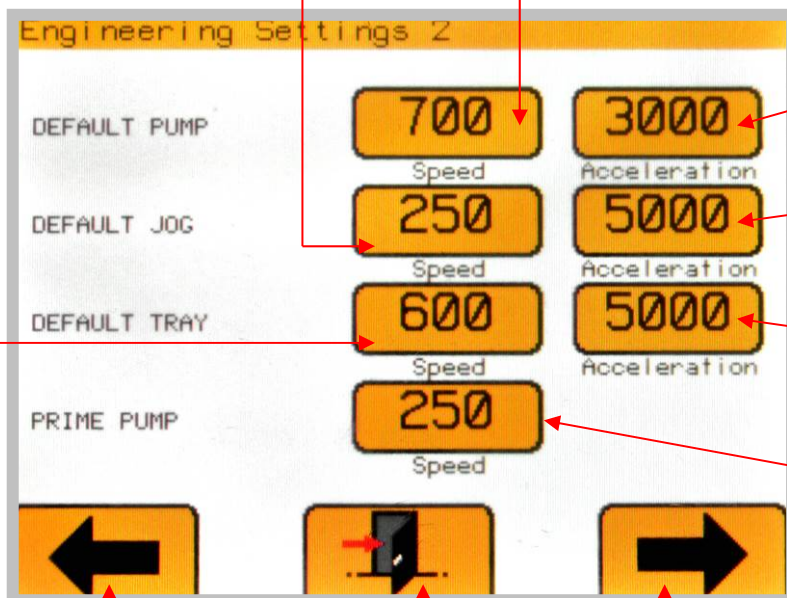 Engineering Settings 2
DEFAULT PUMP 700 3000
Speed Acceleration
DEFAULT JOG 250 5000
Speed Acceleration
DEFAULT TRAY 600 5000
Speed Acceleration
PRIME PUMP 250
Speed